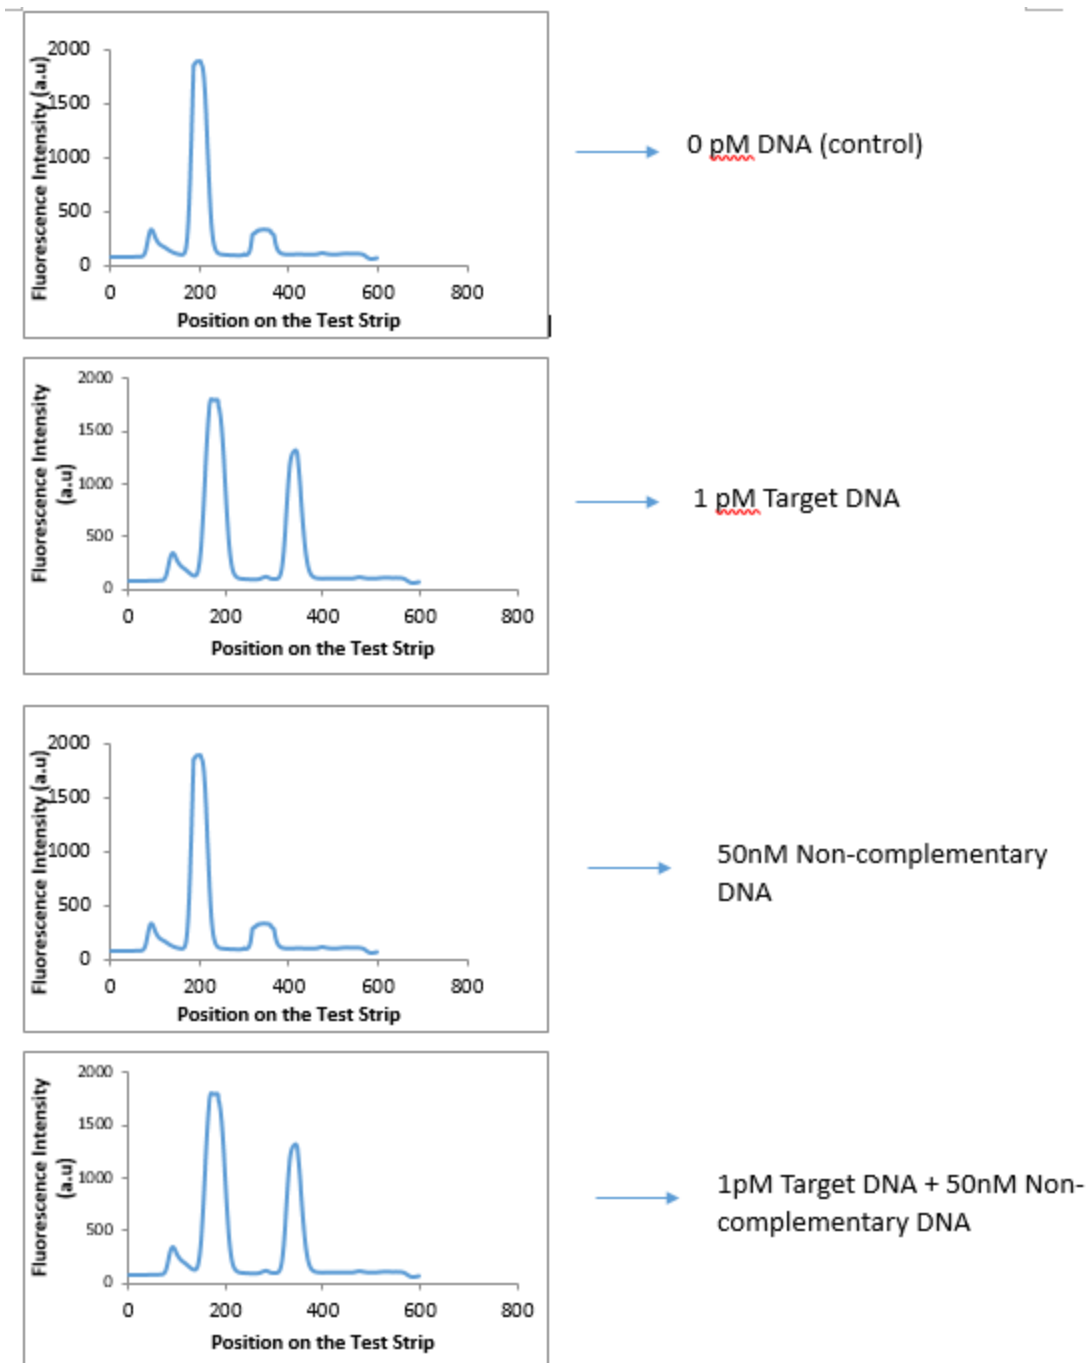 2000
1500
1000
500
0
Fluorescence Intensity (a.u)
0 200 400 600 800
Position on the Test Strip
0 pM DNA (control)
2000
1500
1000
500
0
Fluorescence Intensity
(a.u)
0 200 400 600 800
Position on the Test Strip
1 pM Target DNA
2000
1500
1000
500
0
Fluorescence Intensity (a.u)
0 200 400 600 800
Position on the Test Strip
50nM Non-complementary
DNA
2000
1500
1000
500
0
Fluorescence Intensity
(a.u)
0 200 400 600 800
Position on the Test Strip
1pM Target DNA + 50nM Non-
complementary DNA